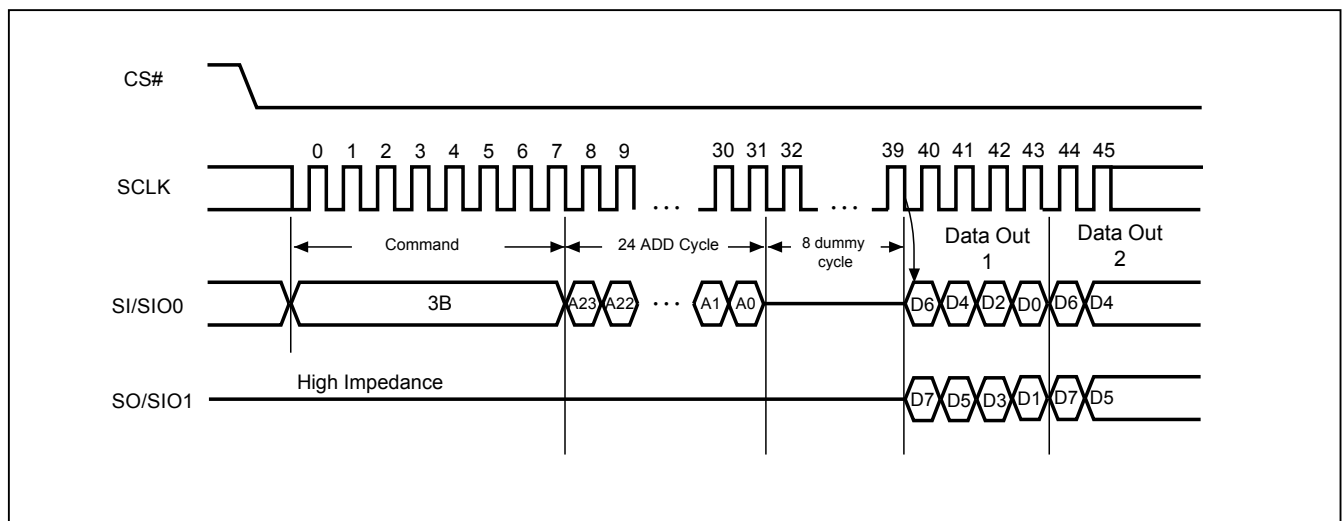 CS#
0 1 2 3 4 5 6 7 8 9 30 31 32 39 40 41 42 43 44 45
SCLK
... ...
Command 24 ADD Cycle 8 dummy cycle Data Out 1 Data Out 2
SI/SIO0 3B A23 A22 ... A1 A0 D6 D4 D2 D0 D6 D4
High Impedance
SO/SIO1 D7 D5 D3 D1 D7 D5